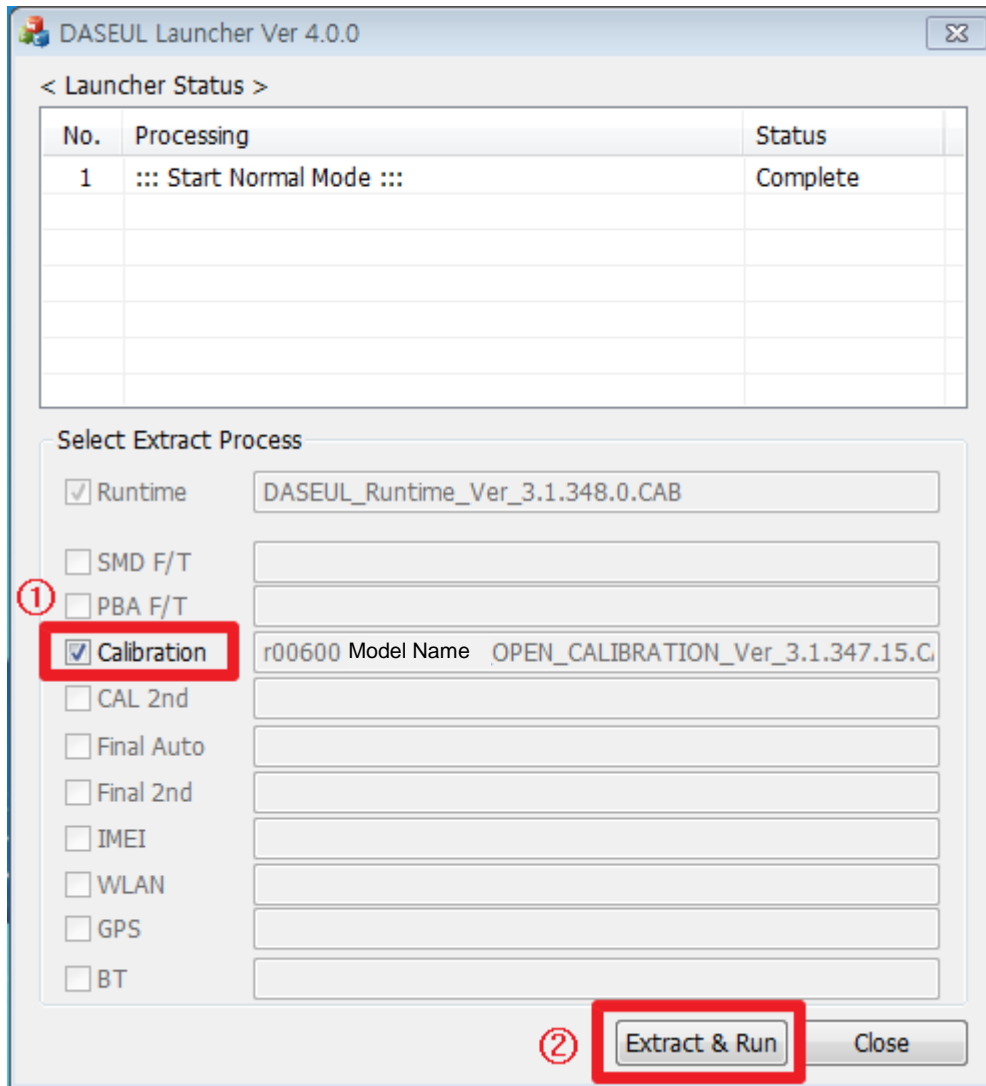 DASEUL Launcher Ver 4.0.0
< Launcher Status >
No. Processing Status
1 ::: Start Normal Mode ::: Complete
Select Extract Process
Runtime DASEUL_Runtime_Ver_3.1.348.0.CAB
SMD F/T
①
PBA F/T
Calibration r00600 Model Name _OPEN_CALIBRATION_Ver_3.1.347.15.CA
CAL 2nd
Final Auto
Final 2nd
IMEI
WLAN
GPS
BT
② Extract & Run Close